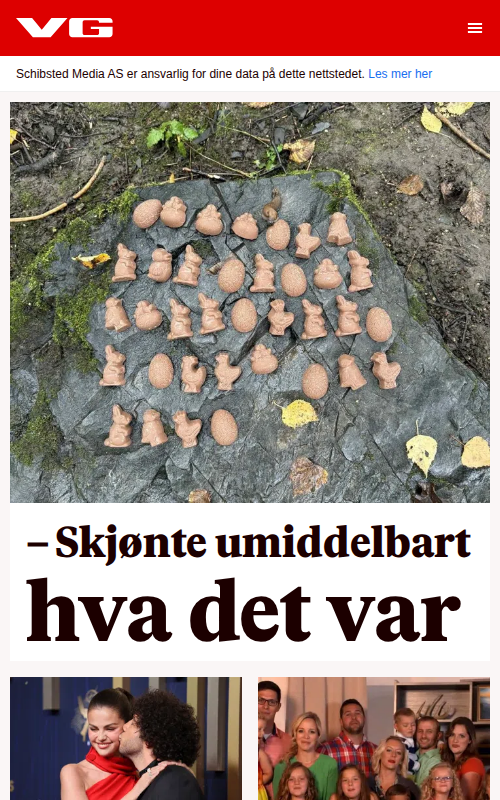 VG
Schibsted Media AS er ansvarlig for dine data på dette nettstedet. Les mer her
– Skjønte umiddelbart
hva det var